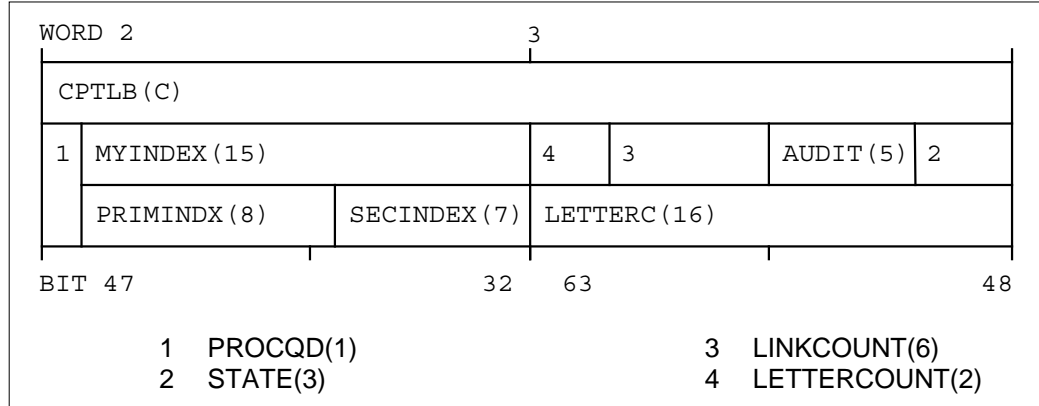 WORD 2 3
CPTLB(C)
1 MYINDEX(15) 4 3 AUDIT(5) 2
PRIMINDX(8) SECINDEX(7) LETTERC(16)
BIT 47 32 63 48
1 PROCQD(1) 3 LINKCOUNT(6)
2 STATE(3) 4 LETTERCOUNT(2)